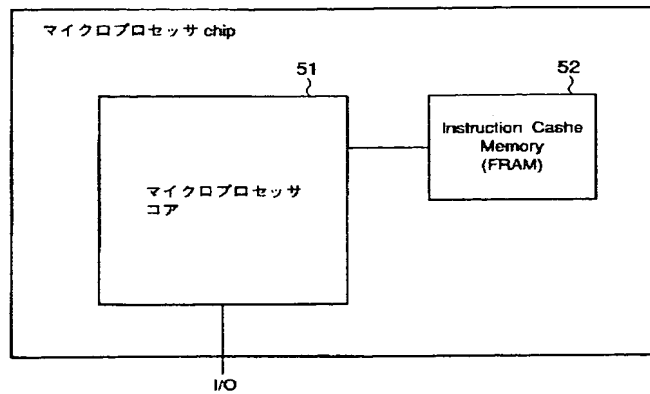 マイクロプロセッサ chip
51
52
Instruction Cashe
Memory
(FRAM)
マイクロプロセッサ
コア
I/O